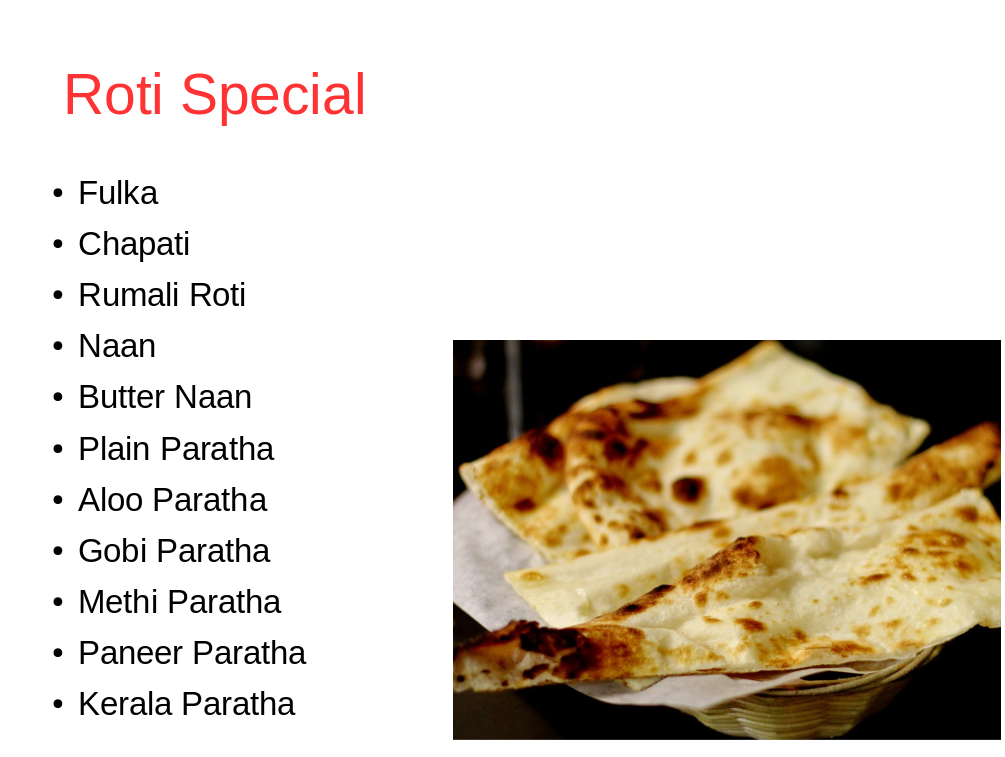 Roti Special
• Fulka
• Chapati
• Rumali Roti
• Naan
• Butter Naan
• Plain Paratha
• Aloo Paratha
• Gobi Paratha
• Methi Paratha
• Paneer Paratha
• Kerala Paratha